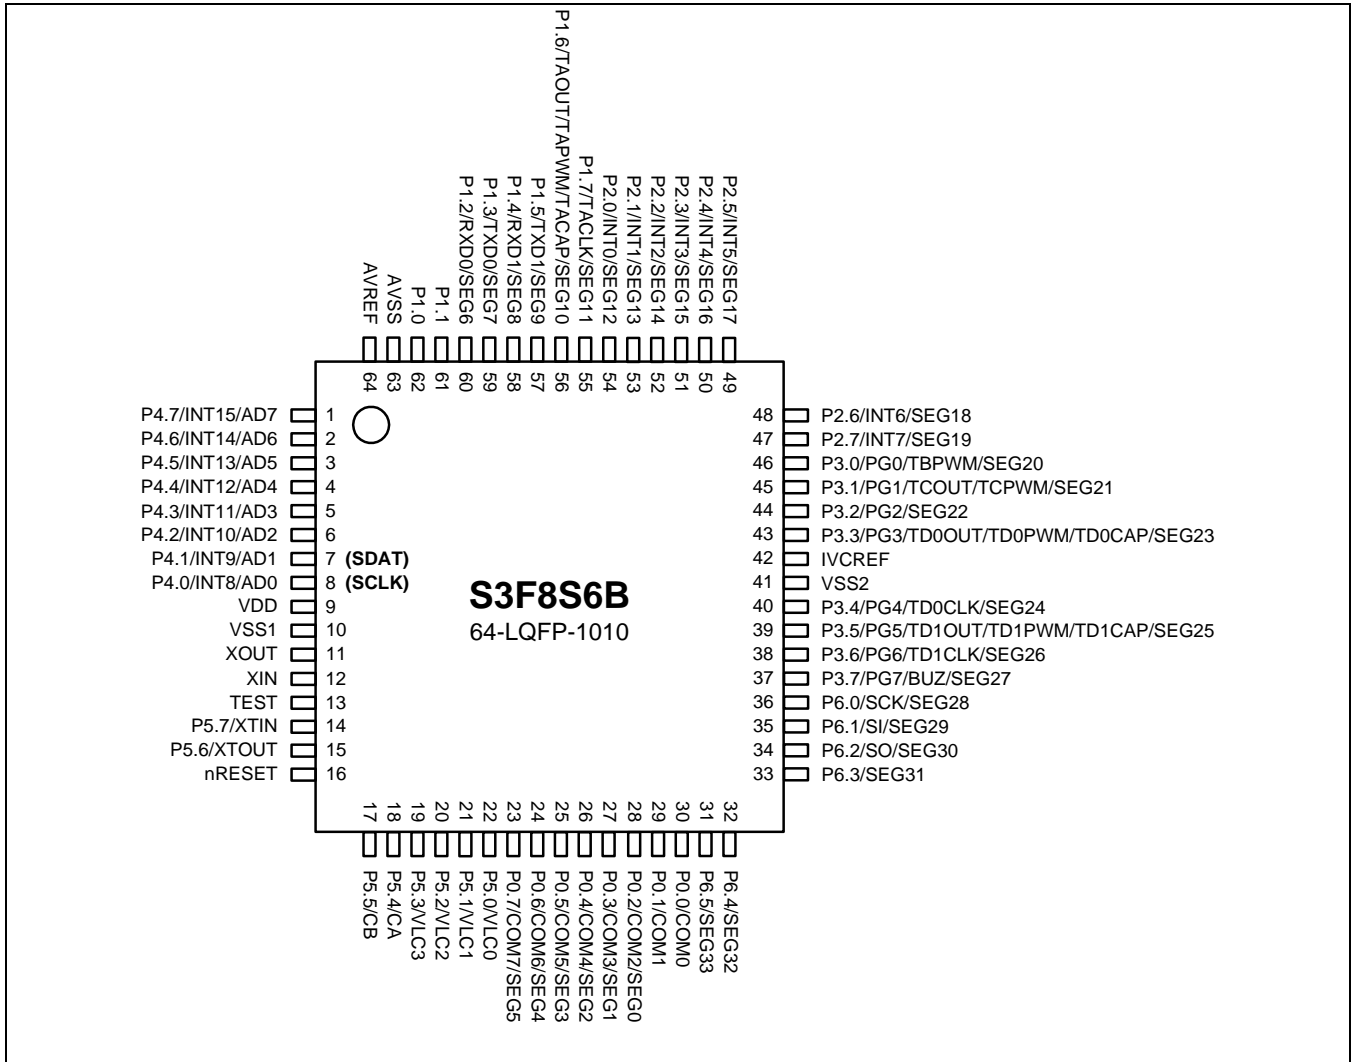 P1.6/TAOUT/TAPWM/TACAP/SEG10
AVREF
AVSS
P1.0
P1.1
P1.2/RXD0/SEG6
P1.3/TXD0/SEG7
P1.4/RXD1/SEG8
P1.5/TXD1/SEG9
P1.7/TACLK/SEG11
P2.0/INT0/SEG12
P2.1/INT1/SEG13
P2.2/INT2/SEG14
P2.3/INT3/SEG15
P2.4/INT4/SEG16
P2.5/INT5/SEG17
64 63 62 61 60 59 58 57 56 55 54 53 52 51 50 49
P4.7/INT15/AD7 1
P4.6/INT14/AD6 2
P4.5/INT13/AD5 3
P4.4/INT12/AD4 4
P4.3/INT11/AD3 5
P4.2/INT10/AD2 6
P4.1/INT9/AD1 7 (SDAT)
P4.0/INT8/AD0 8 (SCLK)
VDD 9
VSS1 10
XOUT 11
XIN 12
TEST 13
P5.7/XTIN 14
P5.6/XTOUT 15
nRESET 16
S3F8S6B
64-LQFP-1010
48 P2.6/INT6/SEG18
47 P2.7/INT7/SEG19
46 P3.0/PG0/TBPWM/SEG20
45 P3.1/PG1/TCOUT/TCPWM/SEG21
44 P3.2/PG2/SEG22
43 P3.3/PG3/TD0OUT/TD0PWM/TD0CAP/SEG23
42 IVCREF
41 VSS2
40 P3.4/PG4/TD0CLK/SEG24
39 P3.5/PG5/TD1OUT/TD1PWM/TD1CAP/SEG25
38 P3.6/PG6/TD1CLK/SEG26
37 P3.7/PG7/BUZ/SEG27
36 P6.0/SCK/SEG28
35 P6.1/SI/SEG29
34 P6.2/SO/SEG30
33 P6.3/SEG31
17 18 19 20 21 22 23 24 25 26 27 28 29 30 31 32
P5.5/CB
P5.4/CA
P5.3/VLC3
P5.2/VLC2
P5.1/VLC1
P5.0/VLC0
P0.7/COM7/SEG5
P0.6/COM6/SEG4
P0.5/COM5/SEG3
P0.4/COM4/SEG2
P0.3/COM3/SEG1
P0.2/COM2/SEG0
P0.1/COM1
P0.0/COM0
P6.5/SEG33
P6.4/SEG32